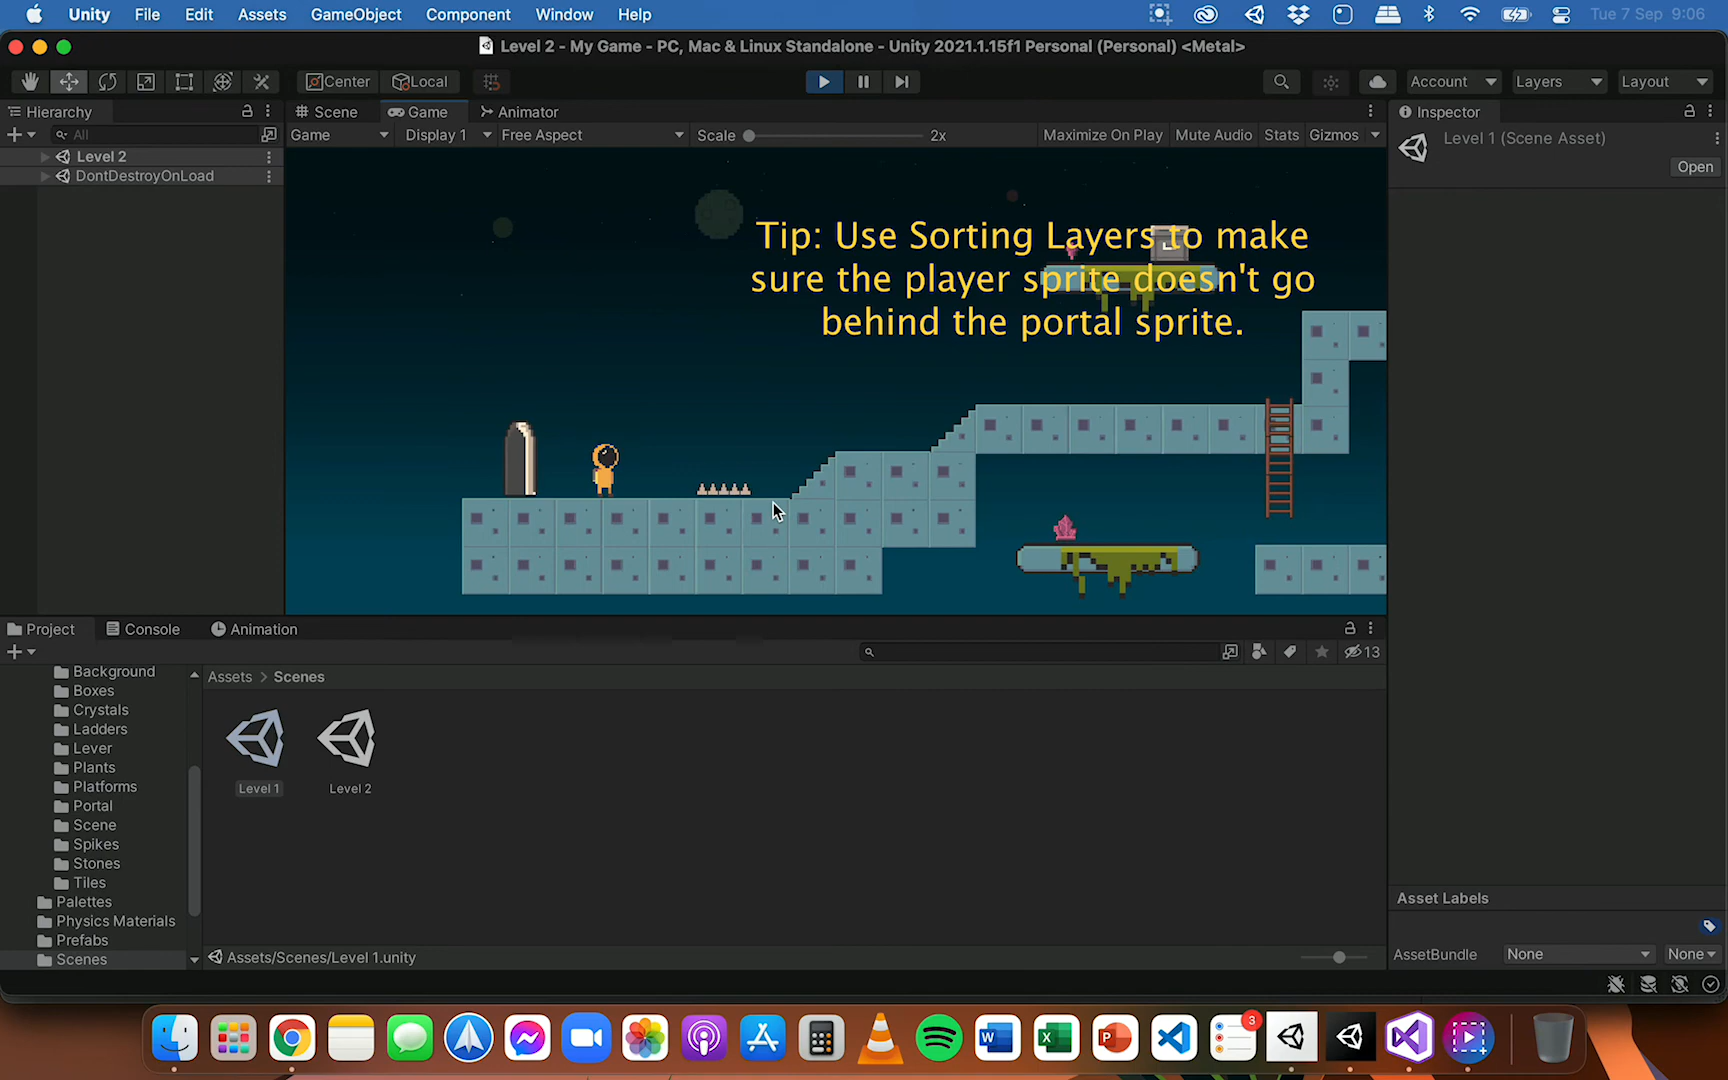 Unity File Edit Assets GameObject Component Window Help Tue 7 Sep 9:06
Level 2 - My Game - PC, Mac & Linux Standalone - Unity 2021.1.15f1 Personal (Personal) <Metal>
Center Local Account Layers Layout
Hierarchy Scene Game Animator Inspector
All Game Display 1 Free Aspect Scale 2x Maximize On Play Mute Audio Stats Gizmos
Level 1 (Scene Asset)
Open
Level 2
DontDestroyOnLoad
Tip: Use Sorting Layers to make
sure the player sprite doesn't go
behind the portal sprite.
Project Console Animation
13
Assets > Scenes
Background
Boxes
Crystals
Ladders
Lever
Plants
Platforms
Portal
Scene
Spikes
Stones
Tiles
Palettes
Physics Materials
Prefabs
Scenes
Level 1 Level 2
Assets/Scenes/Level 1.unity
Asset Labels
AssetBundle None None
3